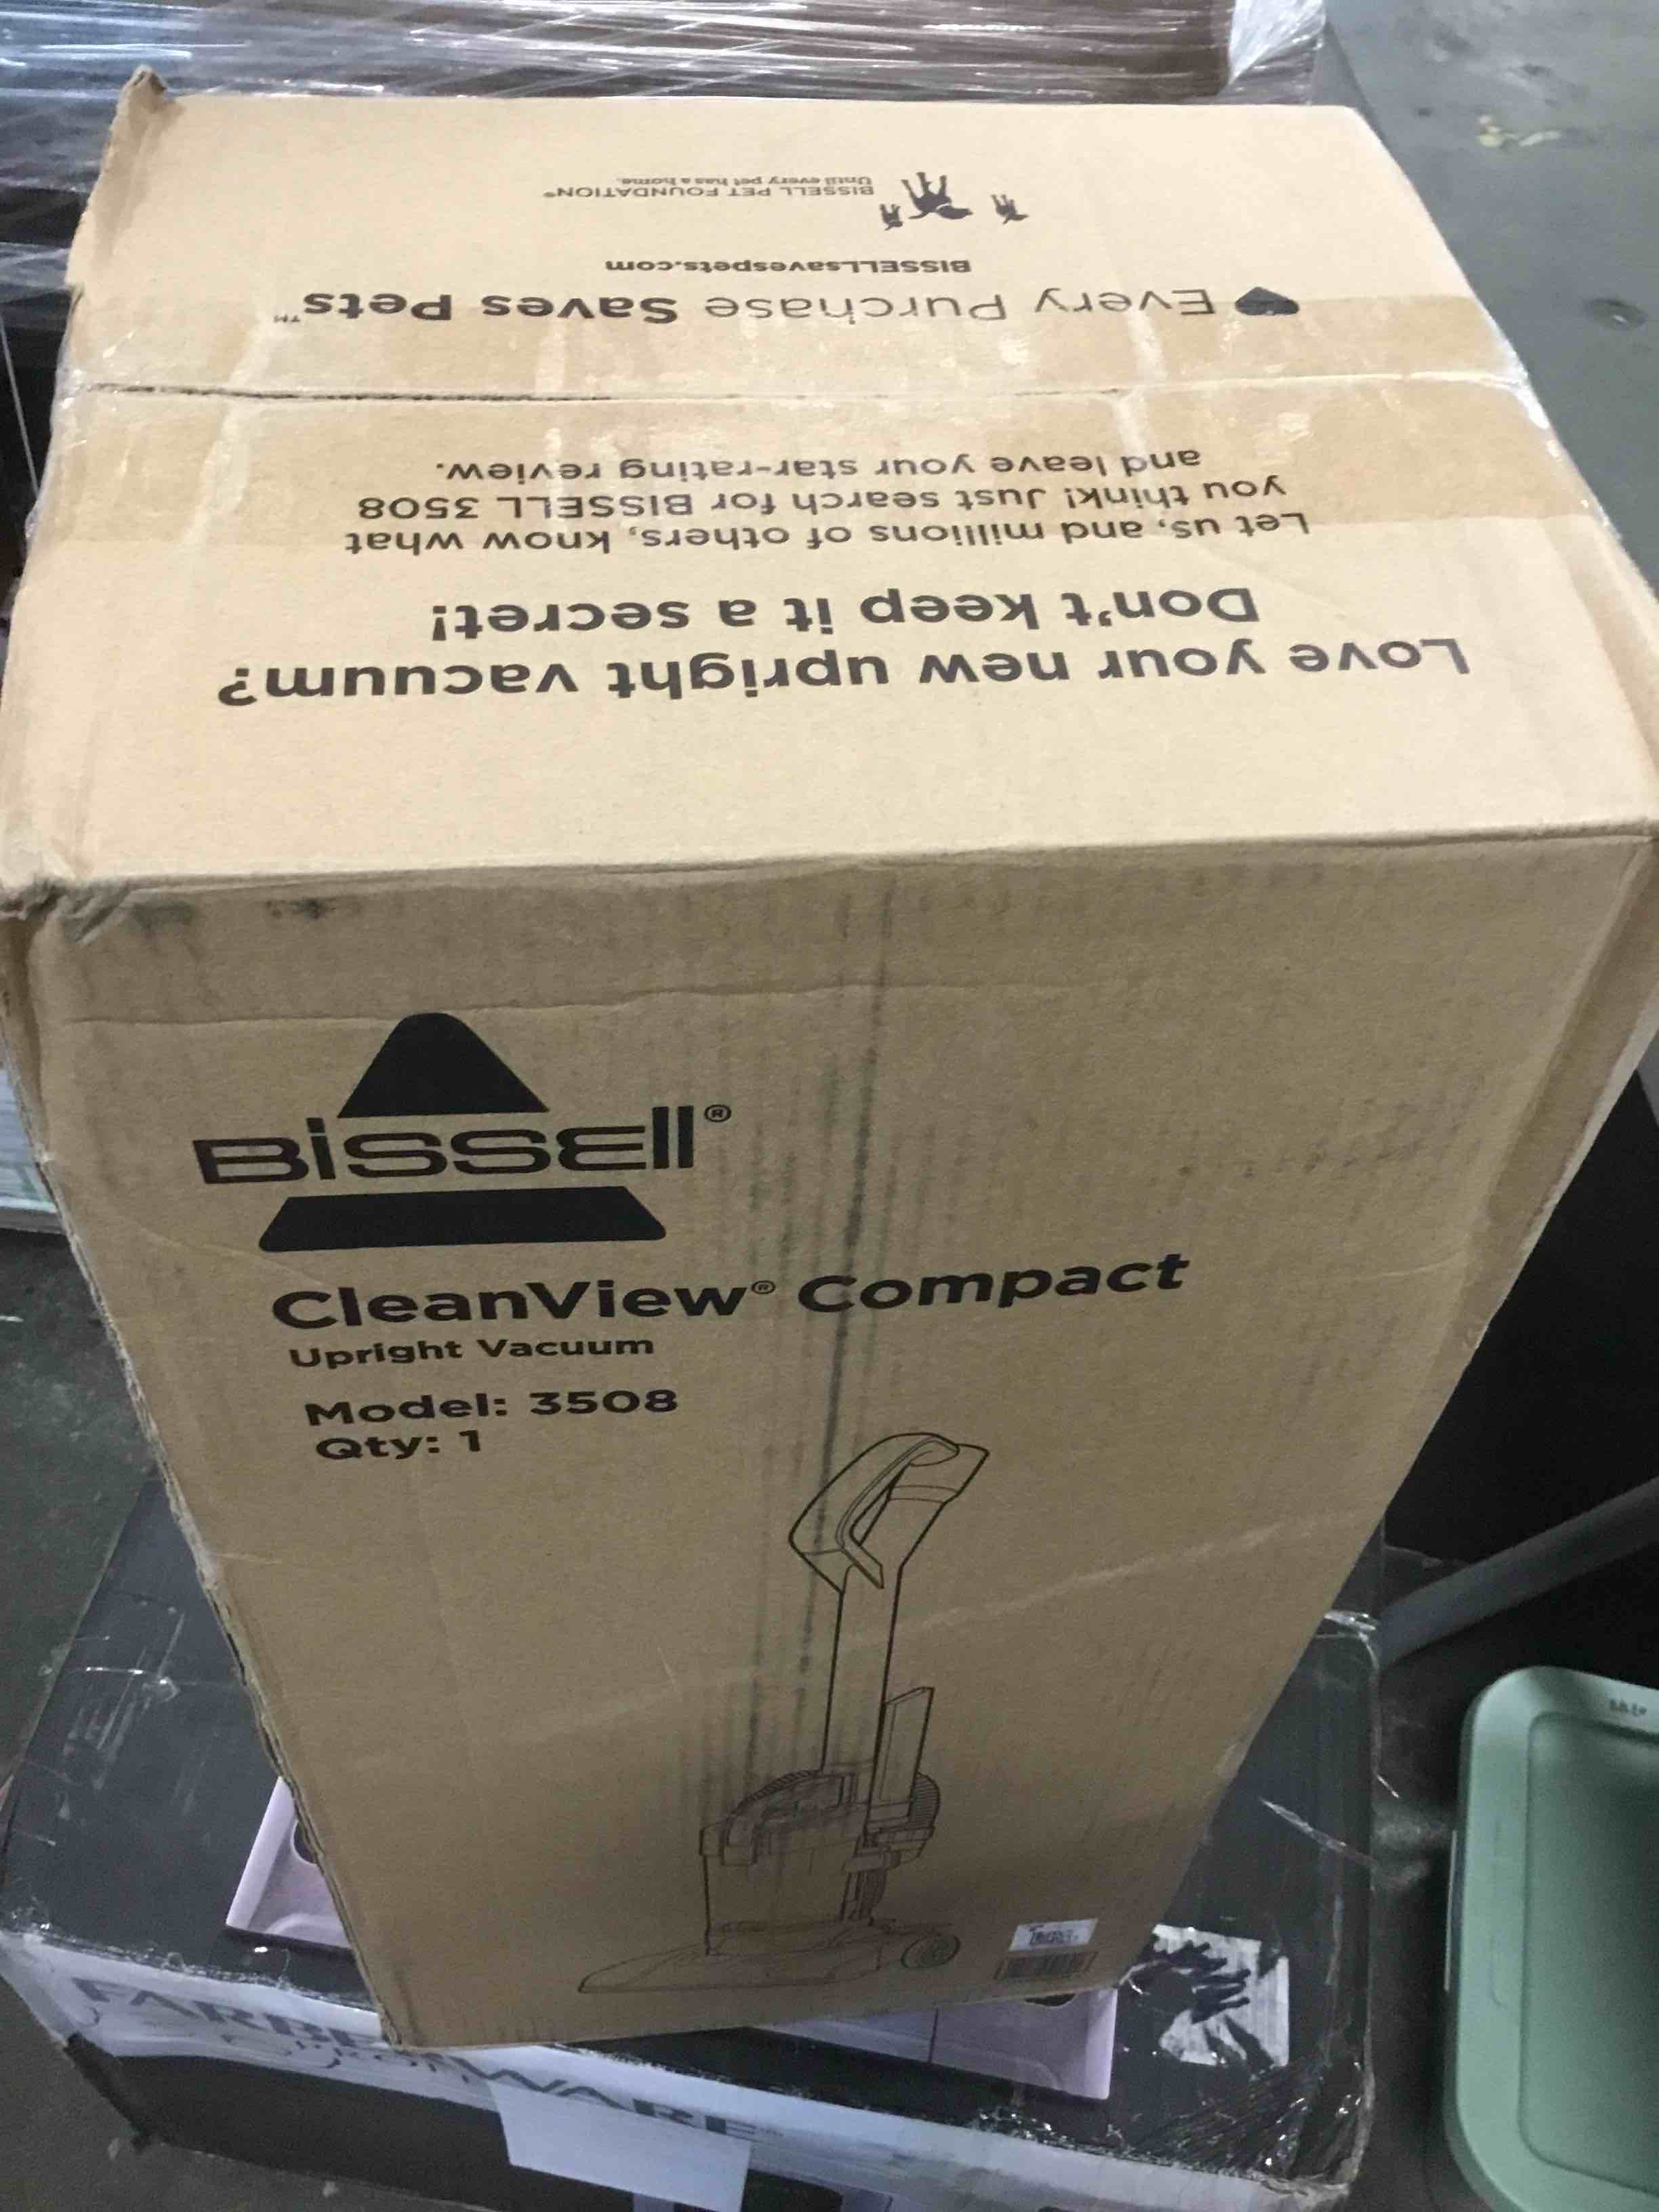 BISSELL PET FOUNDATION®
Until every pet has a home.
BISSELLsavespets.com
Every Purchase Saves Pets™
Love your new upright vacuum?
Don't keep it a secret!
Let us, and millions of others, know what
you think! Just search for BISSELL 3508
and leave your star-rating review.
BISSELL®
CleanView® Compact
Upright Vacuum
Model: 3508
Qty: 1
FARBERWARE